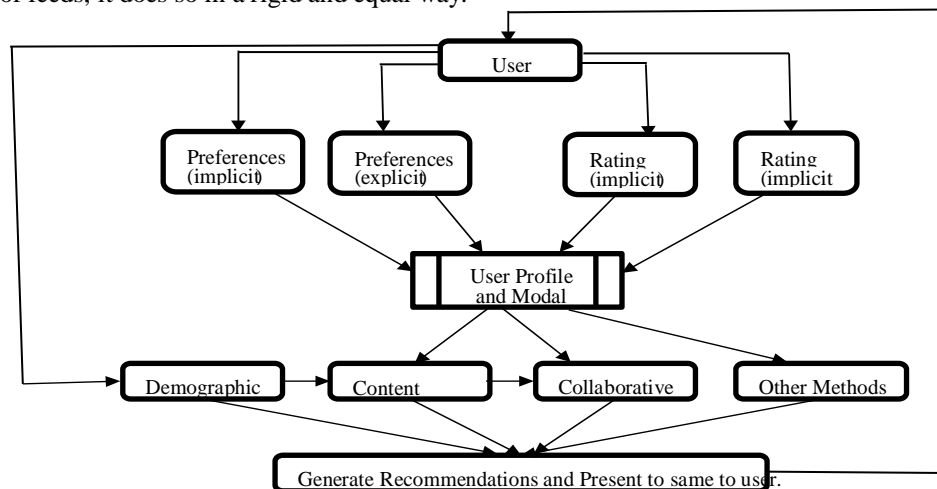 or feeds, it does so in a rigid and equal way.
User
Preferences
(implicit)
Preferences
(explicit)
Rating
(implicit)
Rating
(implicit
User Profile
and Modal
Demographic
Content
Collaborative
Other Methods
Generate Recommendations and Present to same to user.